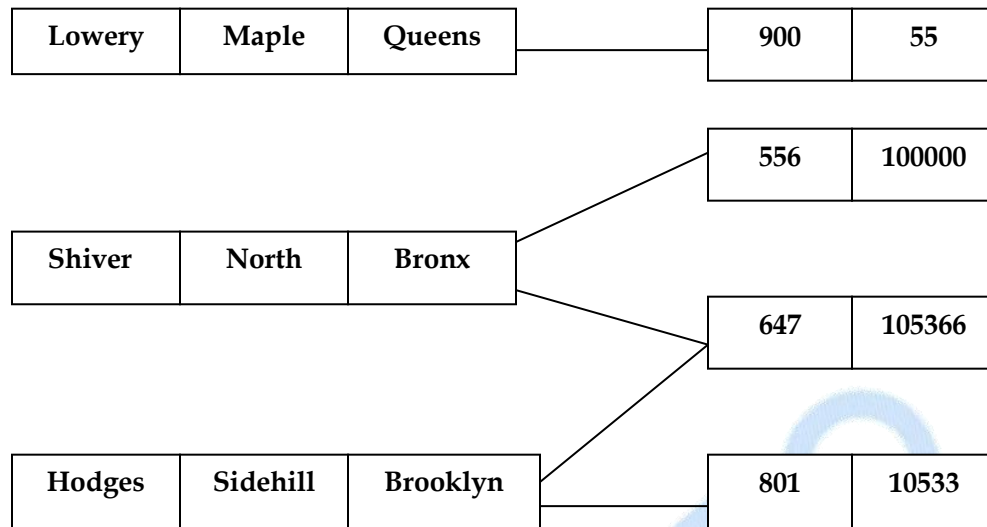 Lowery Maple Queens 900 55
556 100000
Shiver North Bronx
647 105366
Hodges Sidehill Brooklyn 801 10533